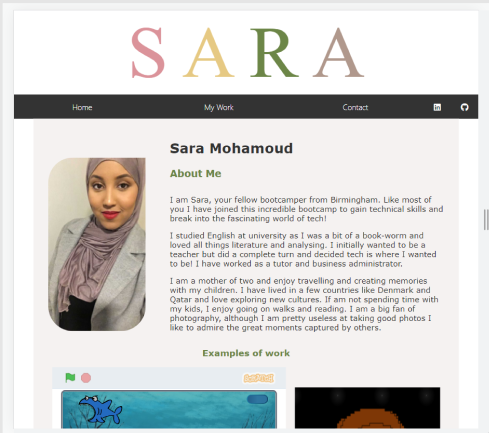 SARA
Home My Work Contact
Sara Mohamoud
About Me
I am Sara, your fellow bootcamper from Birmingham. Like most of
you I have joined this incredible bootcamp to gain technical skills and
break into the fascinating world of tech!
I studied English at university as I was a bit of a book-worm and
loved all things literature and analysing. I initially wanted to be a
teacher but did a complete turn and decided tech is where I wanted
to be! I have worked as a tutor and business administrator.
I am a mother of two and enjoy travelling and creating memories
with my children. I have lived in a few countries like Denmark and
Qatar and love exploring new cultures. If am not spending time with
my kids, I enjoy going on walks and reading. I am a big fan of
photography, although I am pretty useless at taking good photos I
like to admire the great moments captured by others.
Examples of work